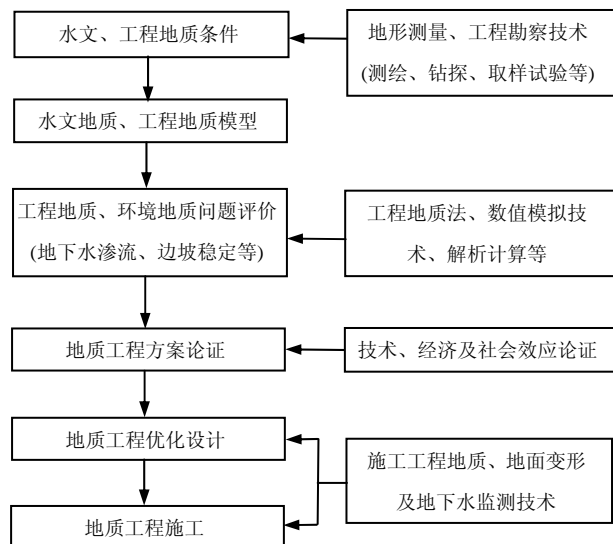 水文、工程地质条件
地形测量、工程勘察技术
(测绘、钻探、取样试验等)
水文地质、工程地质模型
工程地质、环境地质问题评价
(地下水渗流、边坡稳定等)
工程地质法、数值模拟技
术、解析计算等
地质工程方案论证
技术、经济及社会效应论证
地质工程优化设计
施工工程地质、地面变形
及地下水监测技术
地质工程施工